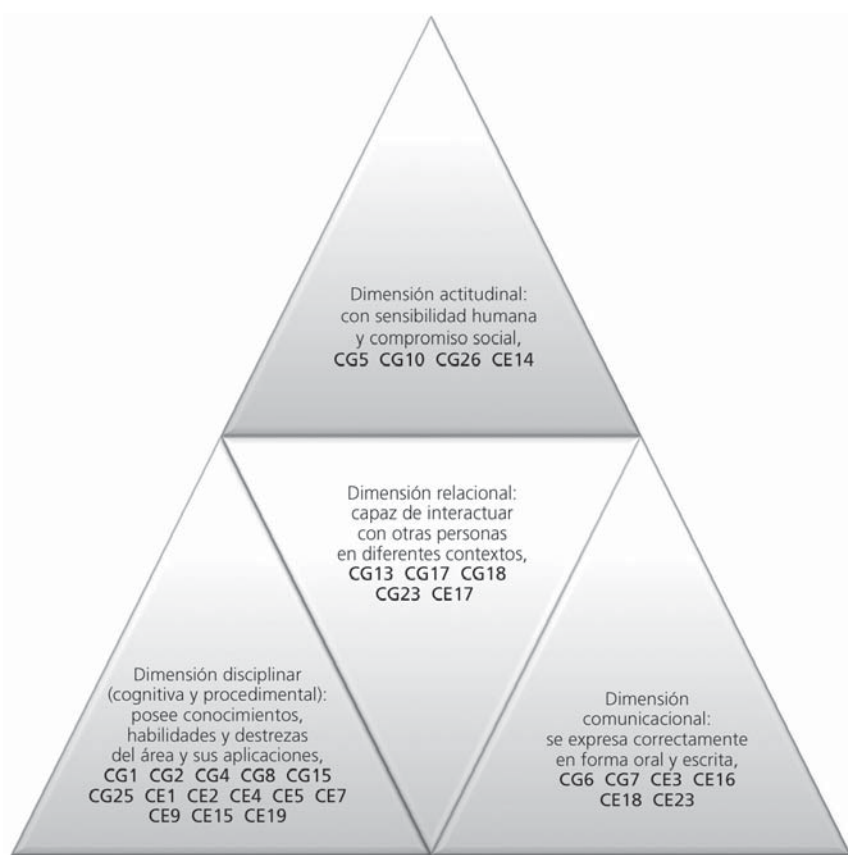 Dimensión actitudinal:
con sensibilidad humana
y compromiso social,
CG5 CG10 CG26 CE14
Dimensión relacional:
capaz de interactuar
con otras personas
en diferentes contextos,
CG13 CG17 CG18
CG23 CE17
Dimensión disciplinar
(cognitiva y procedimental):
posee conocimientos,
habilidades y destrezas
del área y sus aplicaciones,
CG1 CG2 CG4 CG8 CG15
CG25 CE1 CE2 CE4 CE5 CE7
CE9 CE15 CE19
Dimensión
comunicacional:
se expresa correctamente
en forma oral y escrita,
CG6 CG7 CE3 CE16
CE18 CE23